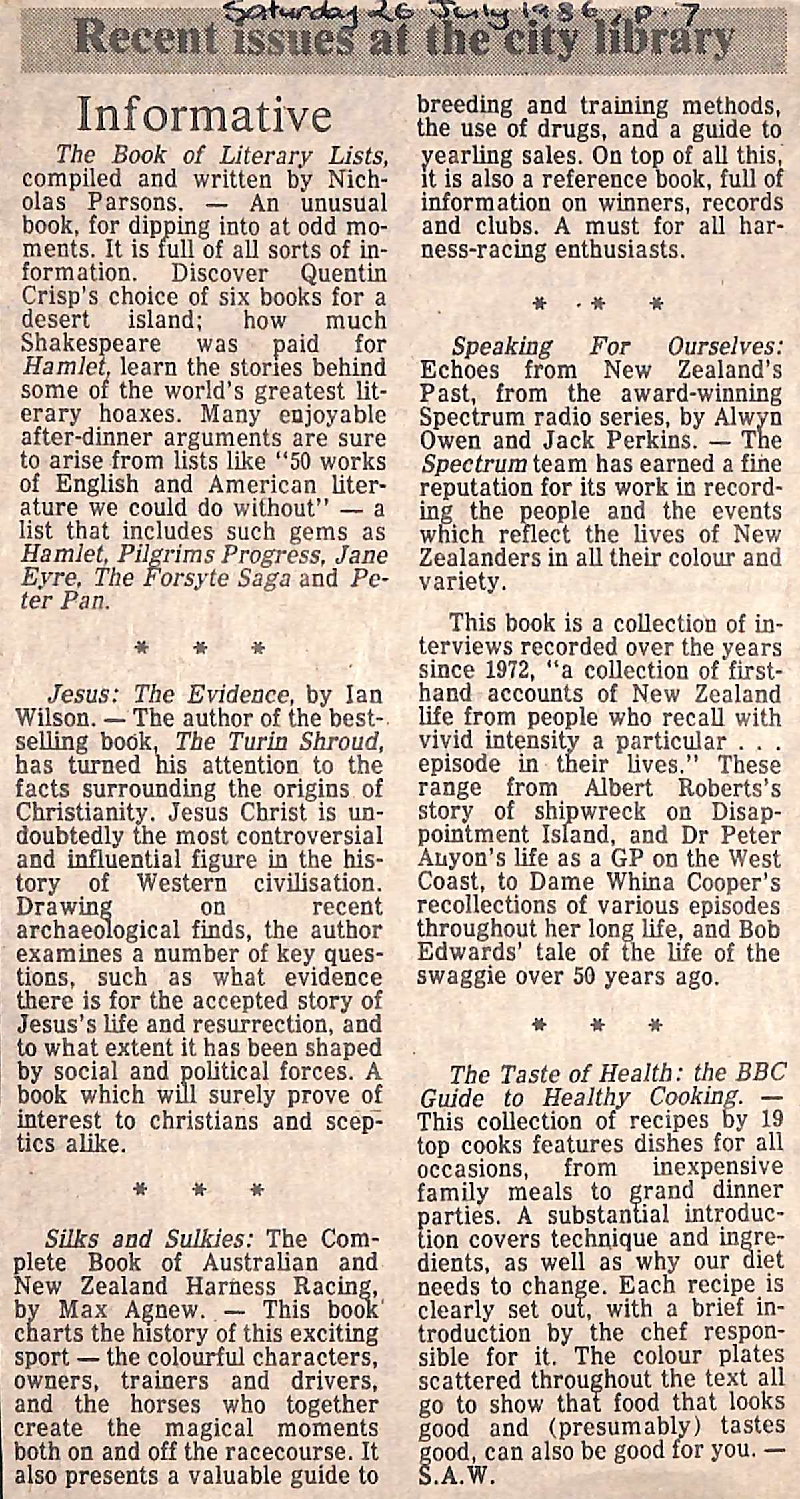 Saturday 26 July 1986, p. 7
Recent issues at the city library
Informative
The Book of Literary Lists,
compiled and written by Nich-
olas Parsons. — An unusual
book, for dipping into at odd mo-
ments. It is full of all sorts of in-
formation. Discover Quentin
Crisp's choice of six books for a
desert island; how much
Shakespeare was paid for
Hamlet, learn the stories behind
some of the world's greatest lit-
erary hoaxes. Many enjoyable
after-dinner arguments are sure
to arise from lists like “50 works
of English and American liter-
ature we could do without” — a
list that includes such gems as
Hamlet, Pilgrims Progress, Jane
Eyre, The Forsyte Saga and Pe-
ter Pan.
* * *
Jesus: The Evidence, by Ian
Wilson. — The author of the best-
selling book, The Turin Shroud,
has turned his attention to the
facts surrounding the origins of
Christianity. Jesus Christ is un-
doubtedly the most controversial
and influential figure in the his-
tory of Western civilisation.
Drawing on recent
archaeological finds, the author
examines a number of key ques-
tions, such as what evidence
there is for the accepted story of
Jesus's life and resurrection, and
to what extent it has been shaped
by social and political forces. A
book which will surely prove of
interest to christians and scep-
tics alike.
* * *
Silks and Sulkies: The Com-
plete Book of Australian and
New Zealand Harness Racing,
by Max Agnew. — This book
charts the history of this exciting
sport — the colourful characters,
owners, trainers and drivers,
and the horses who together
create the magical moments
both on and off the racecourse. It
also presents a valuable guide to
breeding and training methods,
the use of drugs, and a guide to
yearling sales. On top of all this,
it is also a reference book, full of
information on winners, records
and clubs. A must for all har-
ness-racing enthusiasts.
* * *
Speaking For Ourselves:
Echoes from New Zealand's
Past, from the award-winning
Spectrum radio series, by Alwyn
Owen and Jack Perkins. — The
Spectrum team has earned a fine
reputation for its work in record-
ing the people and the events
which reflect the lives of New
Zealanders in all their colour and
variety.
This book is a collection of in-
terviews recorded over the years
since 1972, “a collection of first-
hand accounts of New Zealand
life from people who recall with
vivid intensity a particular . . .
episode in their lives.” These
range from Albert Roberts's
story of shipwreck on Disap-
pointment Island, and Dr Peter
Anyon's life as a GP on the West
Coast, to Dame Whina Cooper's
recollections of various episodes
throughout her long life, and Bob
Edwards' tale of the life of the
swaggie over 50 years ago.
* * *
The Taste of Health: the BBC
Guide to Healthy Cooking. —
This collection of recipes by 19
top cooks features dishes for all
occasions, from inexpensive
family meals to grand dinner
parties. A substantial introduc-
tion covers technique and ingre-
dients, as well as why our diet
needs to change. Each recipe is
clearly set out, with a brief in-
troduction by the chef respon-
sible for it. The colour plates
scattered throughout the text all
go to show that food that looks
good and (presumably) tastes
good, can also be good for you. —
S.A.W.